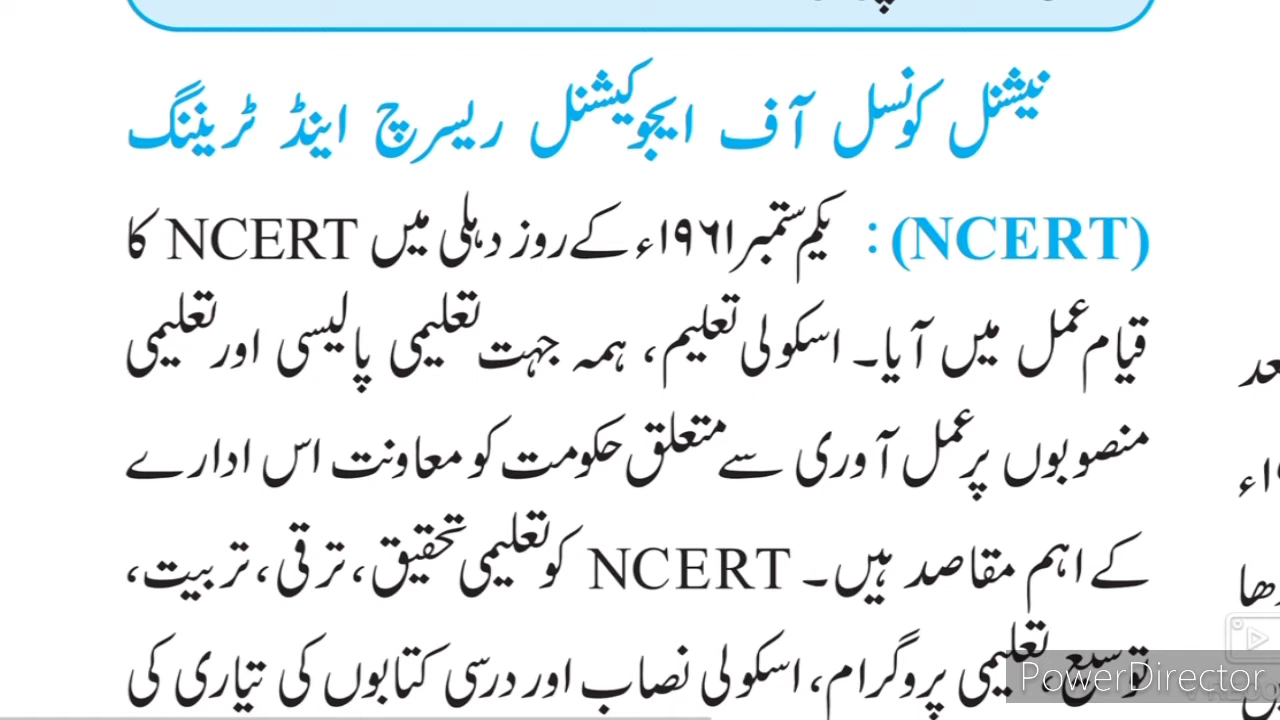 نیشنل کونسل آف ایجوکیشنل ریسرچ اینڈ ٹریننگ
(NCERT) : یکم ستمبر ۱۹۶۱ء کے روز دہلی میں NCERT کا
قیام عمل میں آیا۔ اسکولی تعلیم، ہمہ جہت تعلیمی پالیسی اور تعلیمی
منصوبوں پر عمل آوری سے متعلق حکومت کو معاونت اس ادارے
کے اہم مقاصد ہیں۔ NCERT کو تعلیمی تحقیق، ترقی، تربیت،
توسیع، تعلیمی پروگرام، اسکولی نصاب اور درسی کتابوں کی تیاری کی
PowerDirector